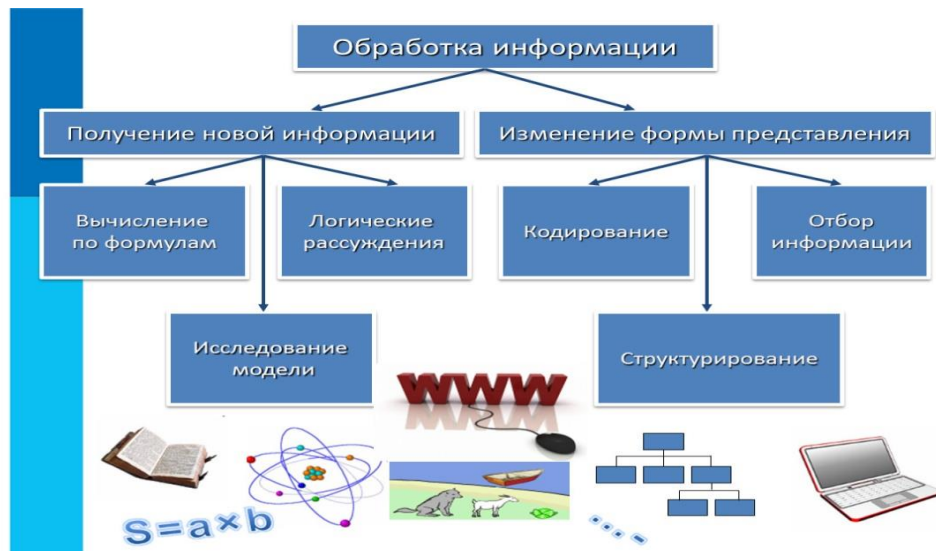 Обработка информации
Получение новой информации
Изменение формы представления
Вычисление
по формулам
Логические
рассуждения
Кодирование
Отбор
информации
Исследование
модели
Структурирование
WWW
S=a×b
...-